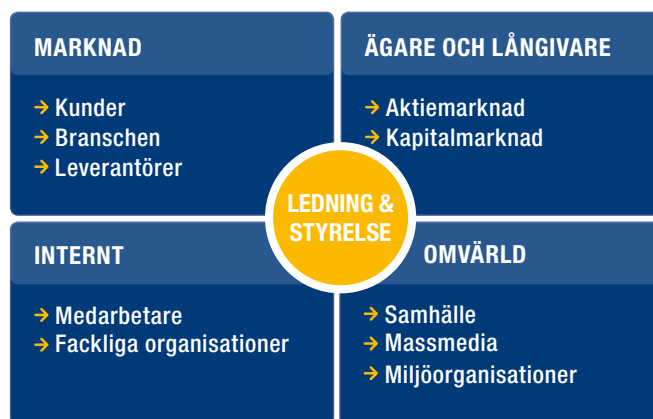 MARKNAD
→ Kunder
→ Branschen
→ Leverantörer
ÄGARE OCH LÅNGIVARE
→ Aktiemarknad
→ Kapitalmarknad
LEDNING &
STYRELSE
INTERNT
→ Medarbetare
→ Fackliga organisationer
OMVÄRLD
→ Samhälle
→ Massmedia
→ Miljöorganisationer